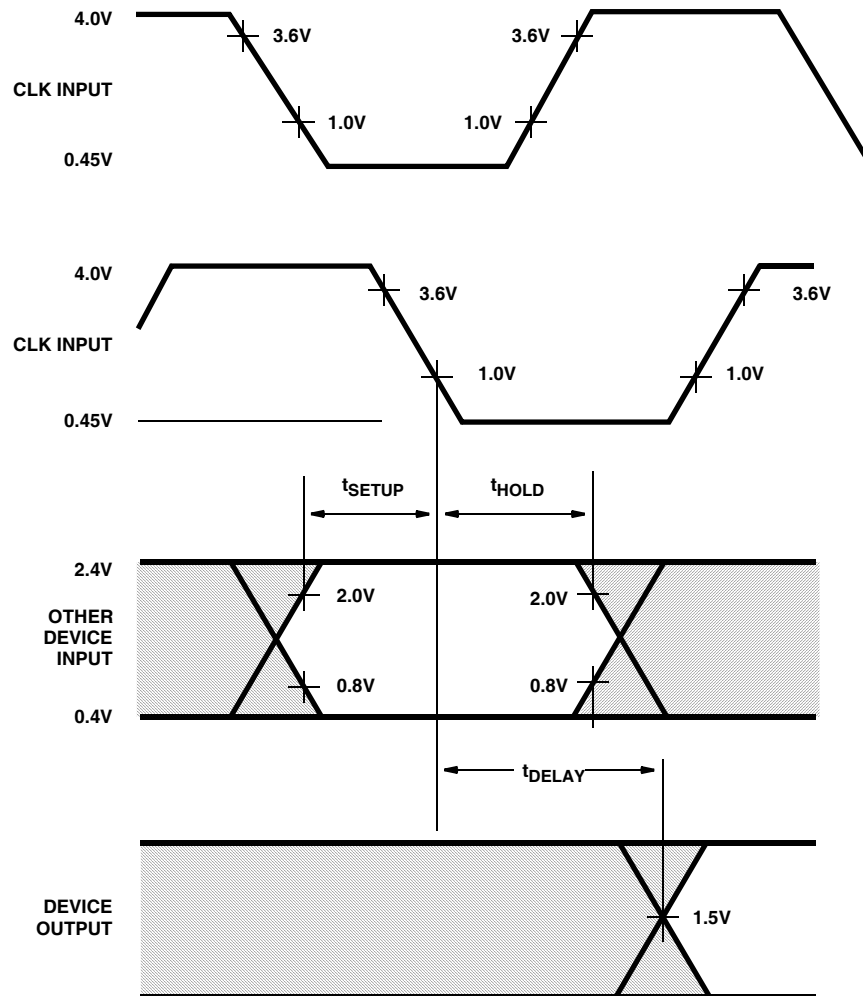 4.0V
3.6V
3.6V
CLK INPUT
1.0V
1.0V
0.45V
4.0V
3.6V
3.6V
CLK INPUT
1.0V
1.0V
0.45V
tSETUP
tHOLD
2.4V
2.0V
2.0V
OTHER
DEVICE
INPUT
0.8V
0.8V
0.4V
tDELAY
DEVICE
OUTPUT
1.5V